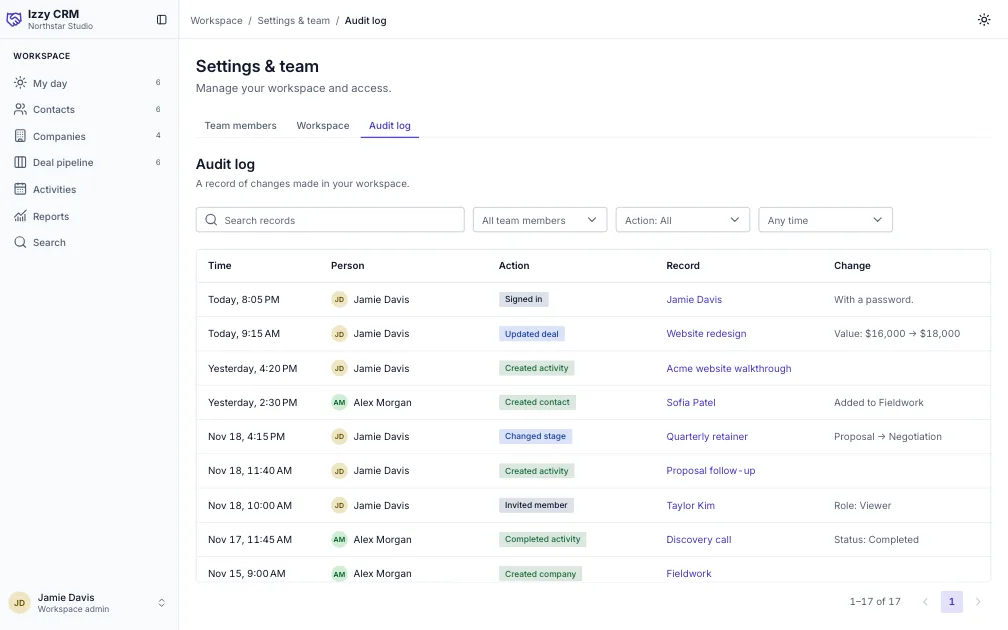 Izzy CRM
Northstar Studio
Workspace / Settings & team / Audit log
WORKSPACE
My day 6
Contacts 6
Companies 4
Deal pipeline 6
Activities
Reports
Search
JD Jamie Davis
Workspace admin
Settings & team
Manage your workspace and access.
Team members Workspace Audit log
Audit log
A record of changes made in your workspace.
Search records All team members Action: All Any time
Time Person Action Record Change
Today, 8:05 PM JD Jamie Davis Signed in Jamie Davis With a password.
Today, 9:15 AM JD Jamie Davis Updated deal Website redesign Value: $16,000 → $18,000
Yesterday, 4:20 PM JD Jamie Davis Created activity Acme website walkthrough
Yesterday, 2:30 PM AM Alex Morgan Created contact Sofia Patel Added to Fieldwork
Nov 18, 4:15 PM JD Jamie Davis Changed stage Quarterly retainer Proposal → Negotiation
Nov 18, 11:40 AM JD Jamie Davis Created activity Proposal follow-up
Nov 18, 10:00 AM JD Jamie Davis Invited member Taylor Kim Role: Viewer
Nov 17, 11:45 AM AM Alex Morgan Completed activity Discovery call Status: Completed
Nov 15, 9:00 AM AM Alex Morgan Created company Fieldwork
1–17 of 17 1